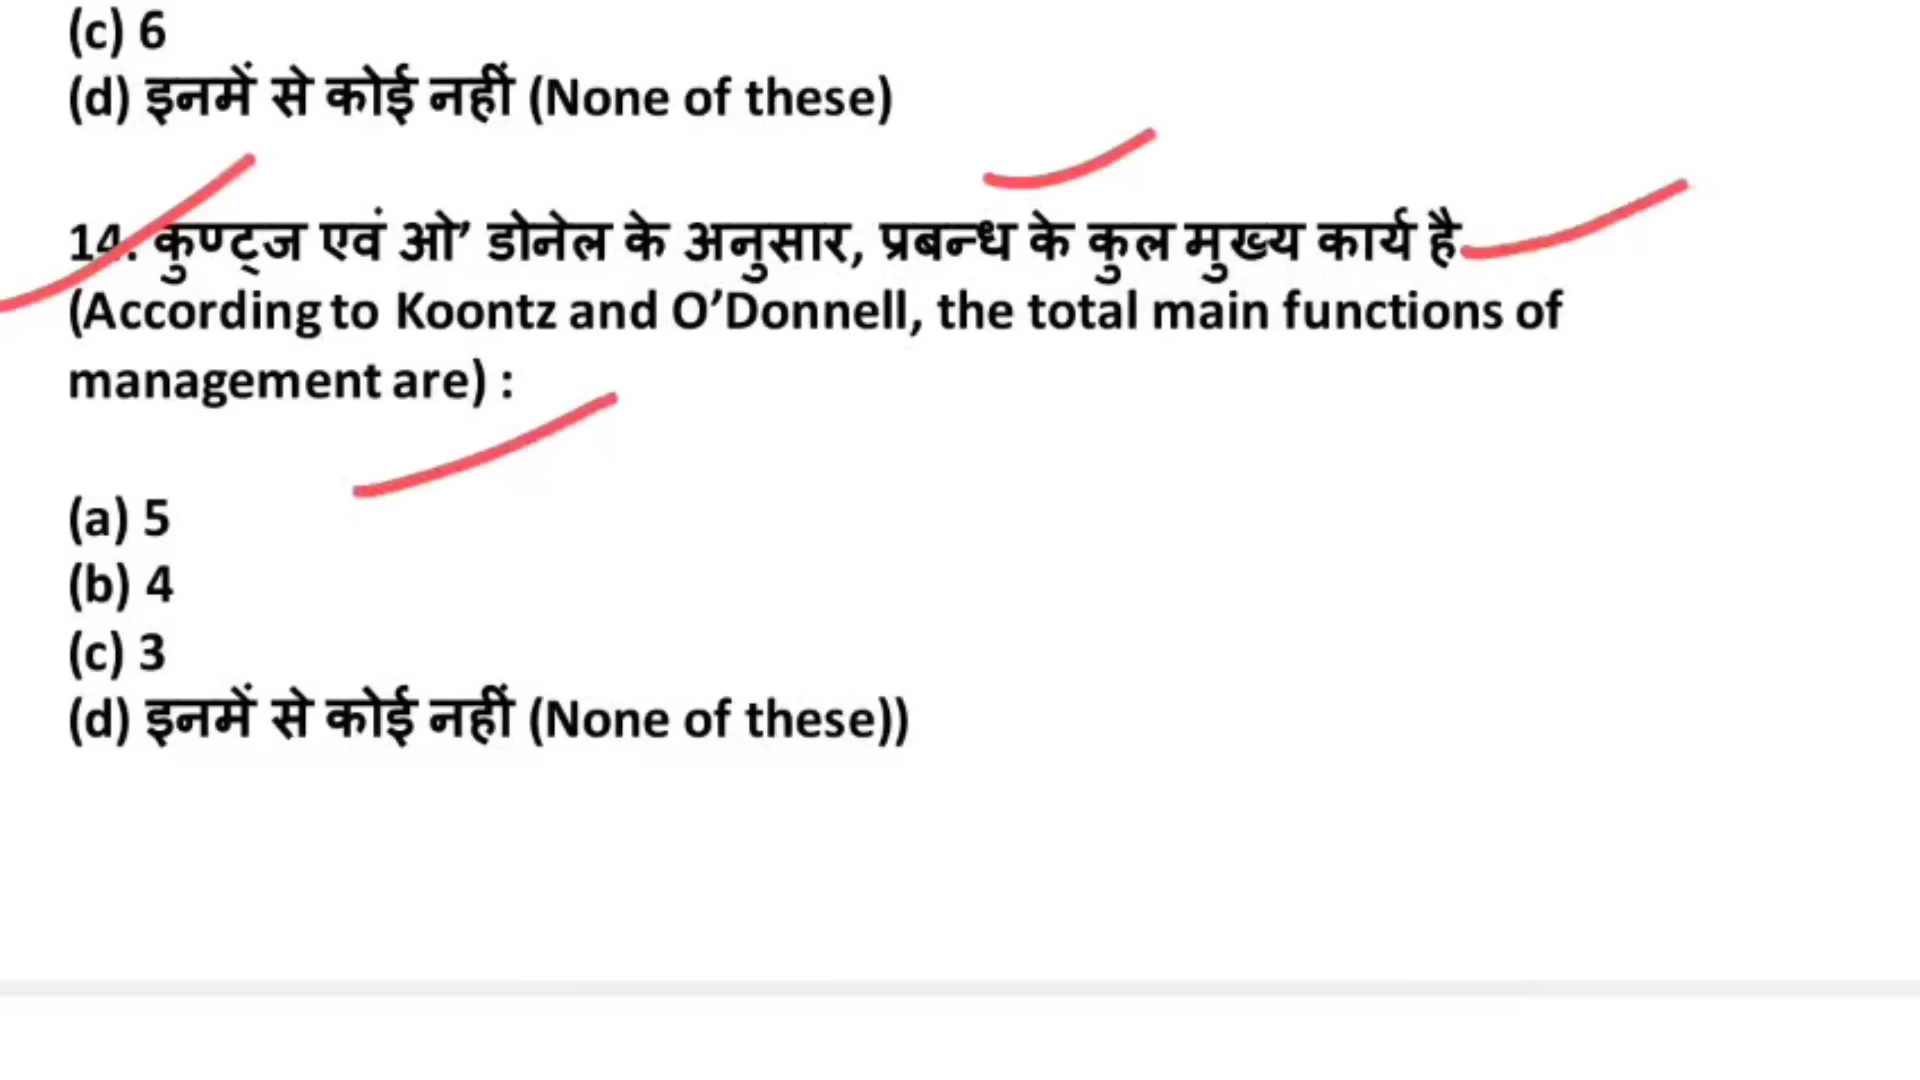 (c) 6
(d) इनमें से कोई नहीं (None of these)
14. कुण्ट्ज एवं ओ’ डोनेल के अनुसार, प्रबन्ध के कुल मुख्य कार्य है
(According to Koontz and O’Donnell, the total main functions of
management are) :
(a) 5
(b) 4
(c) 3
(d) इनमें से कोई नहीं (None of these))